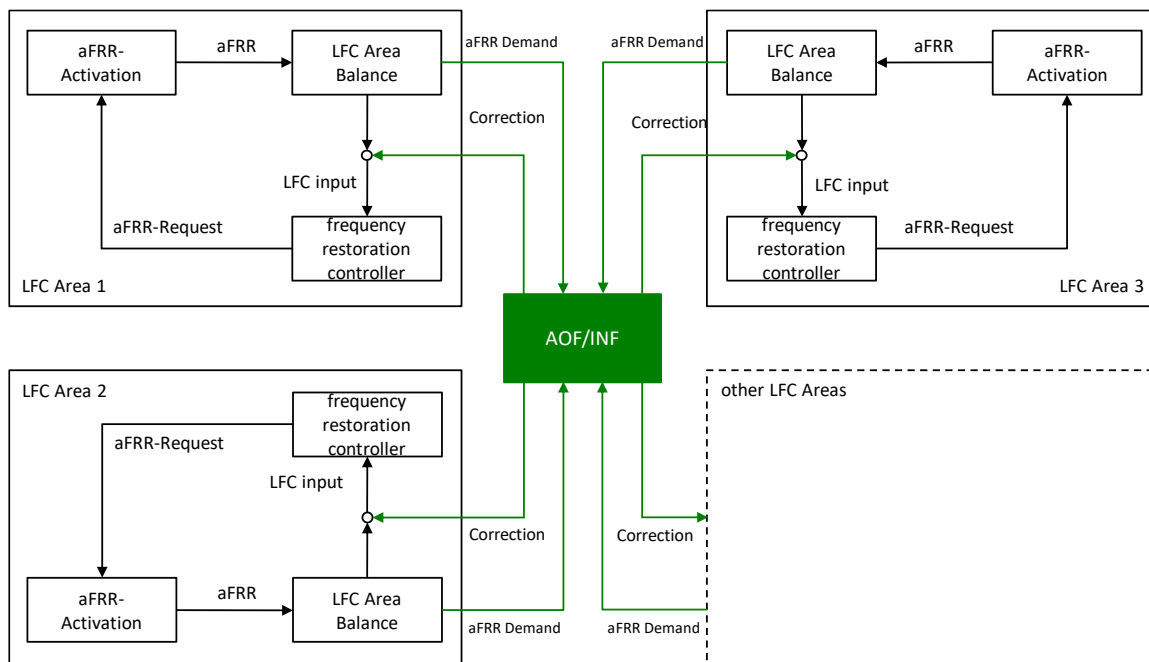 aFRR-
Activation
aFRR
LFC Area
Balance
aFRR Demand
Correction
LFC input
aFRR-Request
frequency
restoration
controller
LFC Area 1
aFRR Demand
LFC Area
Balance
aFRR
aFRR-
Activation
Correction
LFC input
frequency
restoration
controller
aFRR-Request
LFC Area 3
AOF/INF
LFC Area 2
frequency
restoration
controller
aFRR-Request
LFC input
Correction
aFRR-
Activation
aFRR
LFC Area
Balance
aFRR Demand
other LFC Areas
Correction
aFRR Demand